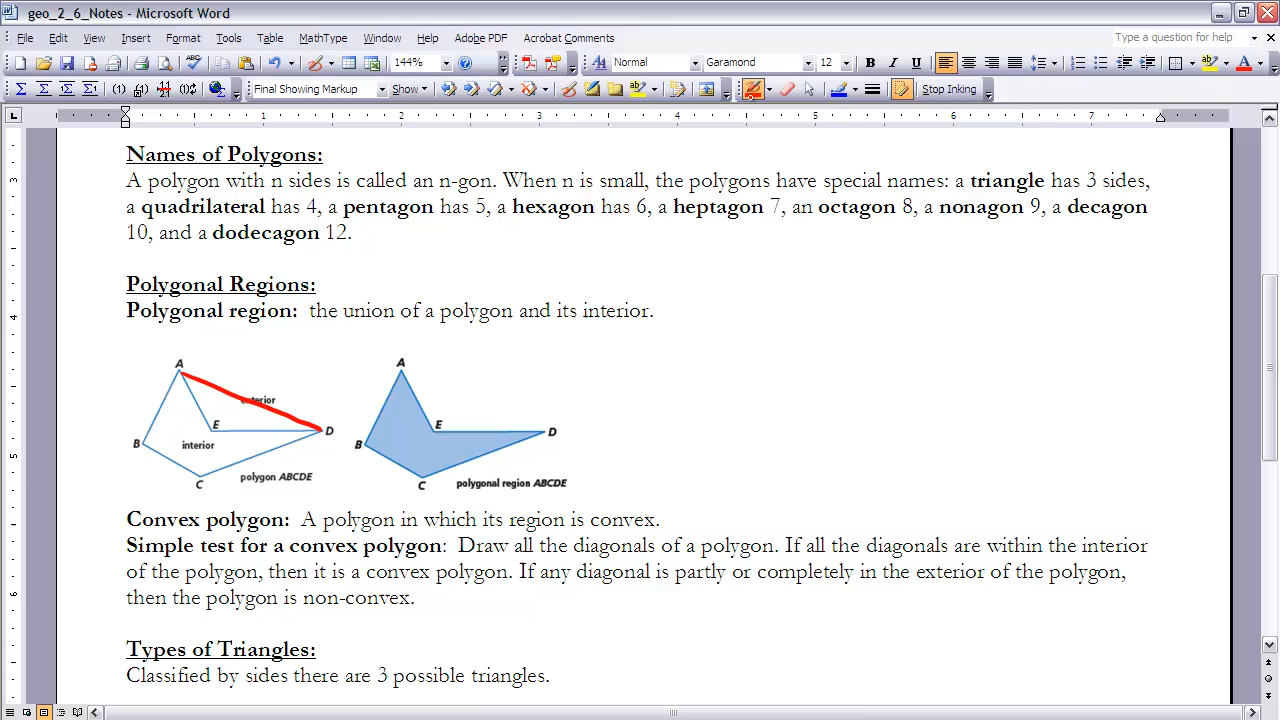 geo_2_6_Notes - Microsoft Word
File Edit View Insert Format Tools Table MathType Window Help Adobe PDF Acrobat Comments
Type a question for help
144% Normal Garamond 12 B I U
Final Showing Markup Show Stop Inking
1 2 3 4 5 6 7
Names of Polygons:
A polygon with n sides is called an n-gon. When n is small, the polygons have special names: a triangle has 3 sides,
a quadrilateral has 4, a pentagon has 5, a hexagon has 6, a heptagon 7, an octagon 8, a nonagon 9, a decagon
10, and a dodecagon 12.
Polygonal Regions:
Polygonal region: the union of a polygon and its interior.
A A
exterior
E D E D
B interior B
C polygon ABCDE C polygonal region ABCDE
Convex polygon: A polygon in which its region is convex.
Simple test for a convex polygon: Draw all the diagonals of a polygon. If all the diagonals are within the interior
of the polygon, then it is a convex polygon. If any diagonal is partly or completely in the exterior of the polygon,
then the polygon is non-convex.
Types of Triangles:
Classified by sides there are 3 possible triangles.